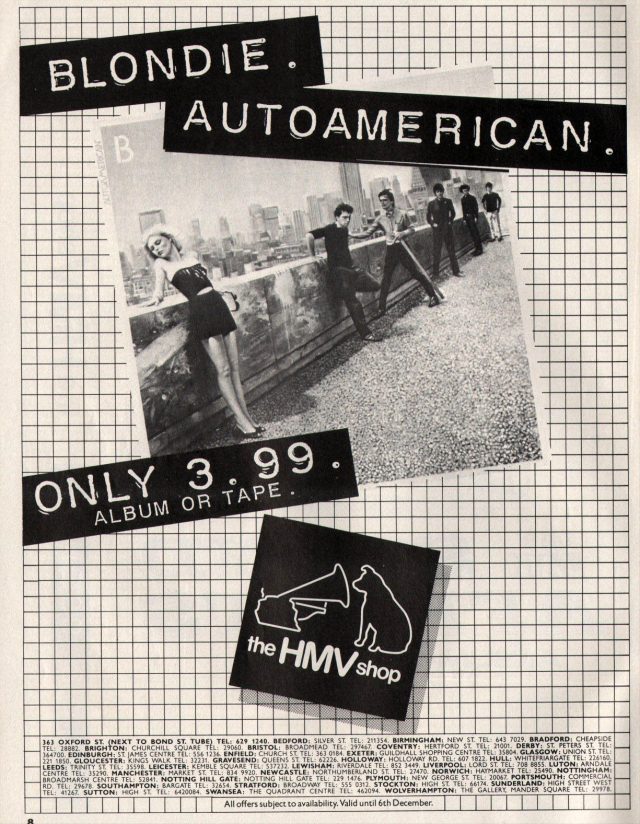 BLONDIE.
AUTOAMERICAN.
B
AUTOAMERICAN
ONLY 3.99.
ALBUM OR TAPE.
the HMV shop
363 OXFORD ST. (NEXT TO BOND ST. TUBE) TEL: 629 1240. BEDFORD: SILVER ST. TEL: 211354. BIRMINGHAM: NEW ST. TEL: 643 7029. BRADFORD: CHEAPSIDE
TEL: 28882. BRIGHTON: CHURCHILL SQUARE TEL: 29060. BRISTOL: BROADMEAD TEL: 297467. COVENTRY: HERTFORD ST. TEL: 21001. DERBY: ST. PETERS ST. TEL:
364700. EDINBURGH: ST. JAMES CENTRE TEL: 556 1236. ENFIELD: CHURCH ST. TEL: 363 0184. EXETER: GUILDHALL SHOPPING CENTRE TEL: 35804. GLASGOW: UNION ST. TEL:
221 1850. GLOUCESTER: KINGS WALK TEL: 32231. GRAVESEND: QUEENS ST. TEL: 62226. HOLLOWAY: HOLLOWAY RD. TEL: 607 1822. HULL: WHITEFRIARGATE TEL: 226160.
LEEDS: TRINITY ST. TEL: 35598. LEICESTER: KEMBLE SQUARE TEL: 537232. LEWISHAM: RIVERDALE TEL: 852 3449. LIVERPOOL: LORD ST. TEL: 708 8855. LUTON: ARNDALE
CENTRE TEL: 35290. MANCHESTER: MARKET ST. TEL: 834 9920. NEWCASTLE: NORTHUMBERLAND ST. TEL: 27470. NORWICH: HAYMARKET TEL: 25490. NOTTINGHAM:
BROADMARSH CENTRE TEL: 52841. NOTTING HILL GATE: NOTTING HILL GATE TEL: 229 1476. PLYMOUTH: NEW GEORGE ST. TEL: 20067. PORTSMOUTH: COMMERCIAL
RD. TEL: 29678. SOUTHAMPTON: BARGATE TEL: 32654. STRATFORD: BROADWAY TEL: 555 0312. STOCKTON: HIGH ST. TEL: 66174. SUNDERLAND: HIGH STREET WEST
TEL: 41267. SUTTON: HIGH ST. TEL: 6420084. SWANSEA: THE QUADRANT CENTRE TEL: 462094. WOLVERHAMPTON: THE GALLERY, MANDER SQUARE TEL: 29978.
All offers subject to availability. Valid until 6th December.
8